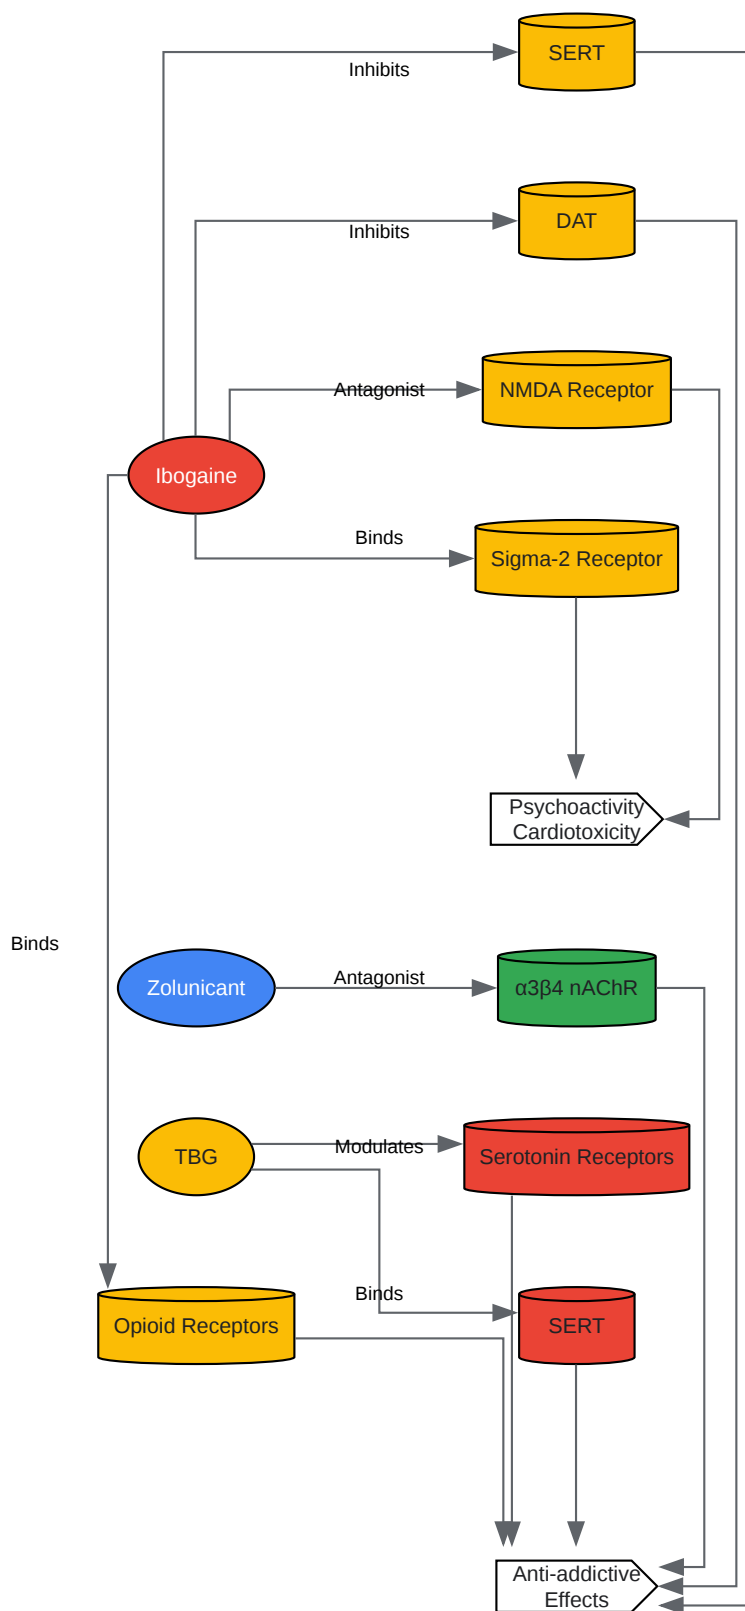 SERT
Inhibits
DAT
Inhibits
NMDA Receptor
Antagonist
Ibogaine
Binds
Sigma-2 Receptor
Psychoactivity
Cardiotoxicity
Binds
Zolunicant
Antagonist
α3β4 nAChR
TBG
Modulates
Serotonin Receptors
Binds
Opioid Receptors
SERT
Anti-addictive
Effects